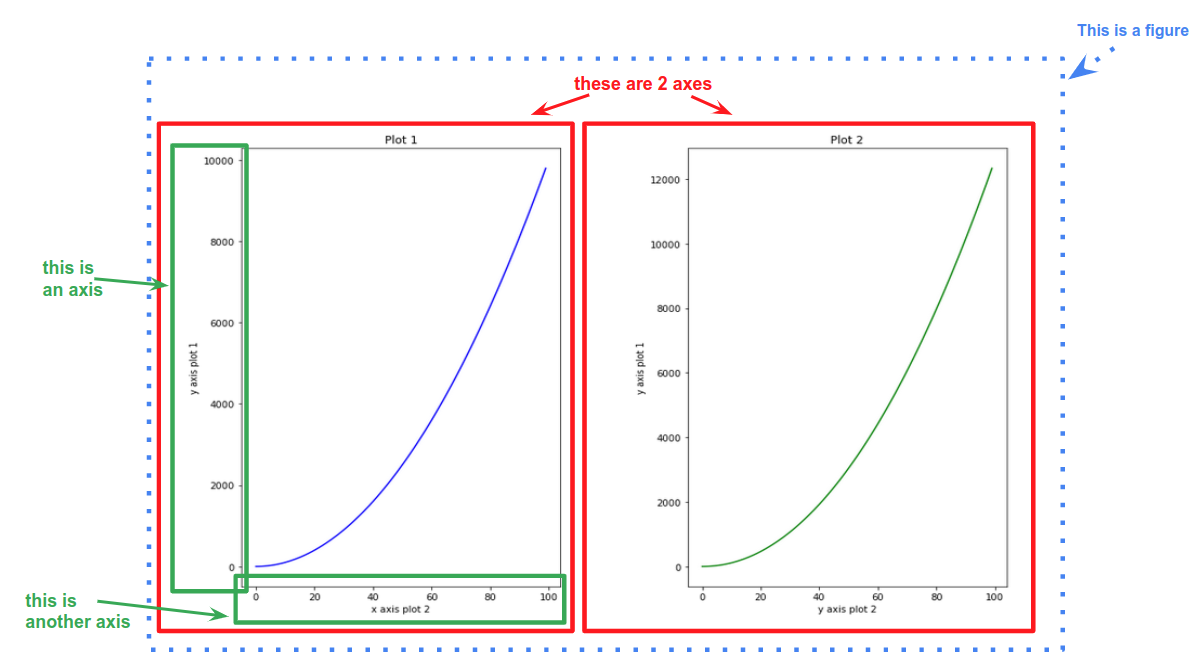 This is a figure
these are 2 axes
Plot 1
Plot 2
10000
8000
6000
4000
2000
0
y axis plot 1
0 20 40 60 80 100
x axis plot 2
12000
10000
8000
6000
4000
2000
0
y axis plot 1
0 20 40 60 80 100
y axis plot 2
this is
an axis
this is
another axis